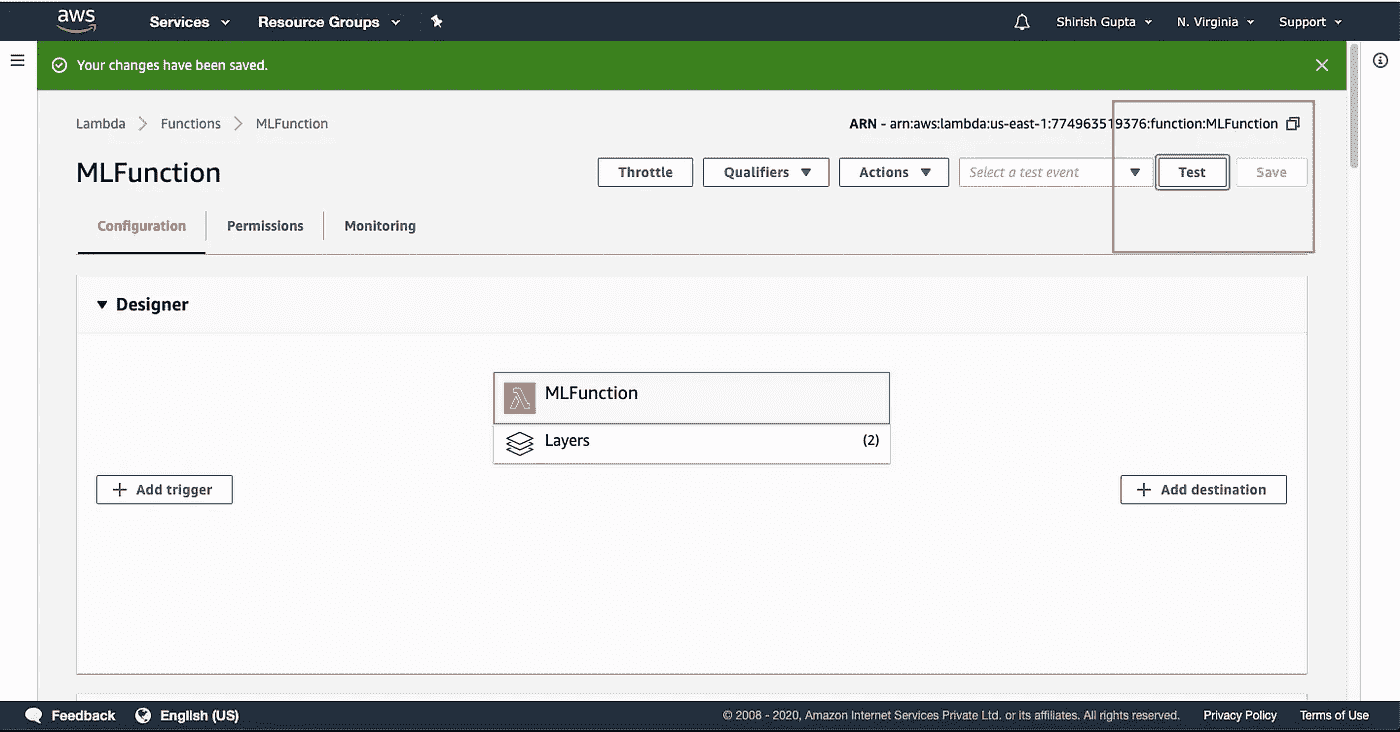 aws Services Resource Groups Shirish Gupta N. Virginia Support
Your changes have been saved.
Lambda Functions MLFunction ARN - arn:aws:lambda:us-east-1:774963519376:function:MLFunction
MLFunction Throttle Qualifiers Actions Select a test event Test Save
Configuration Permissions Monitoring
Designer
MLFunction
Layers (2)
Add trigger Add destination
Feedback English (US) © 2008 - 2020, Amazon Internet Services Private Ltd. or its affiliates. All rights reserved. Privacy Policy Terms of Use